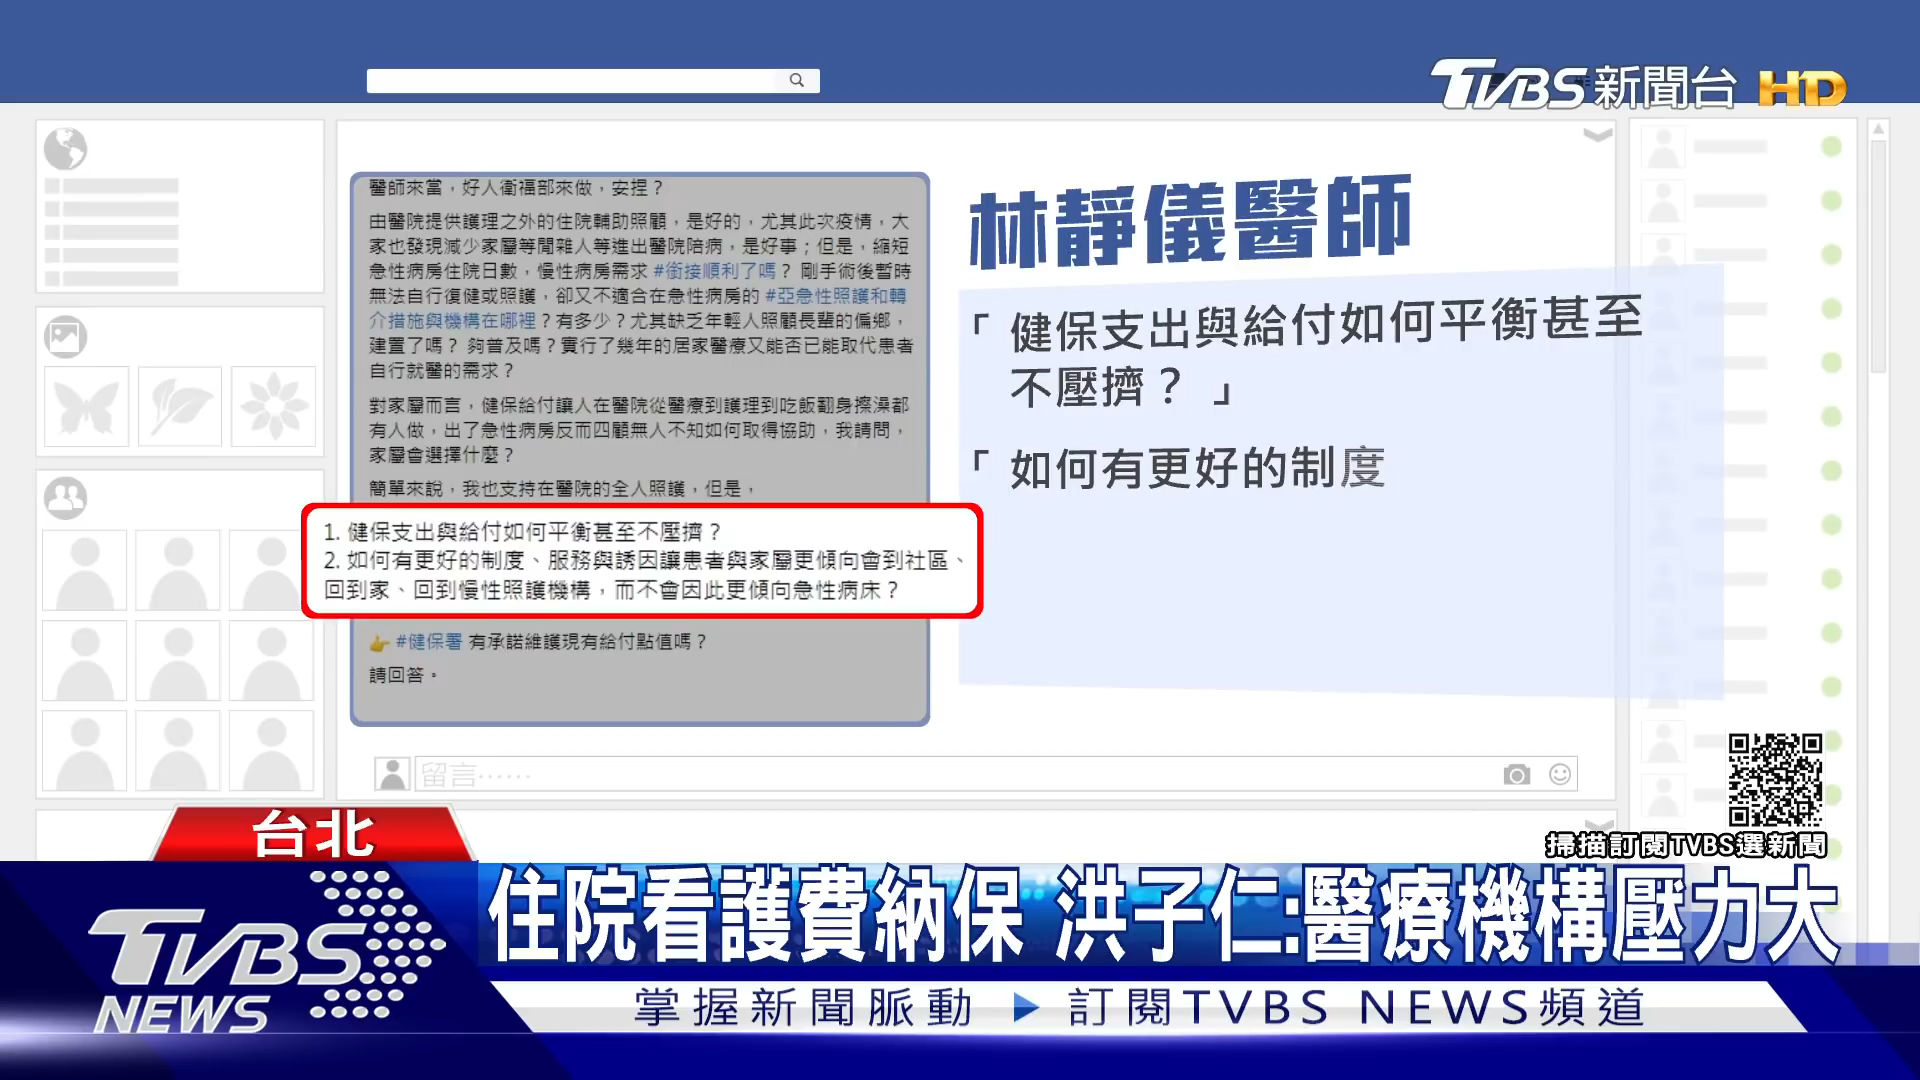 TVBS新聞台 HD
醫師來當，好人衛福部來做，安捏？
由醫院提供護理之外的住院輔助照顧，是好的，尤其此次疫情，大
家也發現減少家屬等閒雜人等進出醫院陪病，是好事；但是，縮短
急性病房住院日數，慢性病房需求 #銜接順利了嗎？ 剛手術後暫時
無法自行復健或照護，卻又不適合在急性病房的 #亞急性照護和轉
介措施與機構在哪裡？有多少？尤其缺乏年輕人照顧長輩的偏鄉，
建置了嗎？ 夠普及嗎？實行了幾年的居家醫療又能否已能取代患者
自行就醫的需求？
對家屬而言，健保給付讓人在醫院從醫療到護理到吃飯翻身擦澡都
有人做，出了急性病房反而四顧無人不知如何取得協助，我請問，
家屬會選擇什麼？
簡單來說，我也支持在醫院的全人照護，但是，
1. 健保支出與給付如何平衡甚至不壓擠？
2. 如何有更好的制度、服務與誘因讓患者與家屬更傾向會到社區、
回到家、回到慢性照護機構，而不會因此更傾向急性病床？
👉 #健保署 有承諾維護現有給付點值嗎？
請回答。
林靜儀醫師
「 健保支出與給付如何平衡甚至
不壓擠？ 」
「 如何有更好的制度
留言......
掃描訂閱TVBS選新聞
台北
住院看護費納保 洪子仁:醫療機構壓力大
TVBS NEWS
掌握新聞脈動 ▶ 訂閱TVBS NEWS頻道